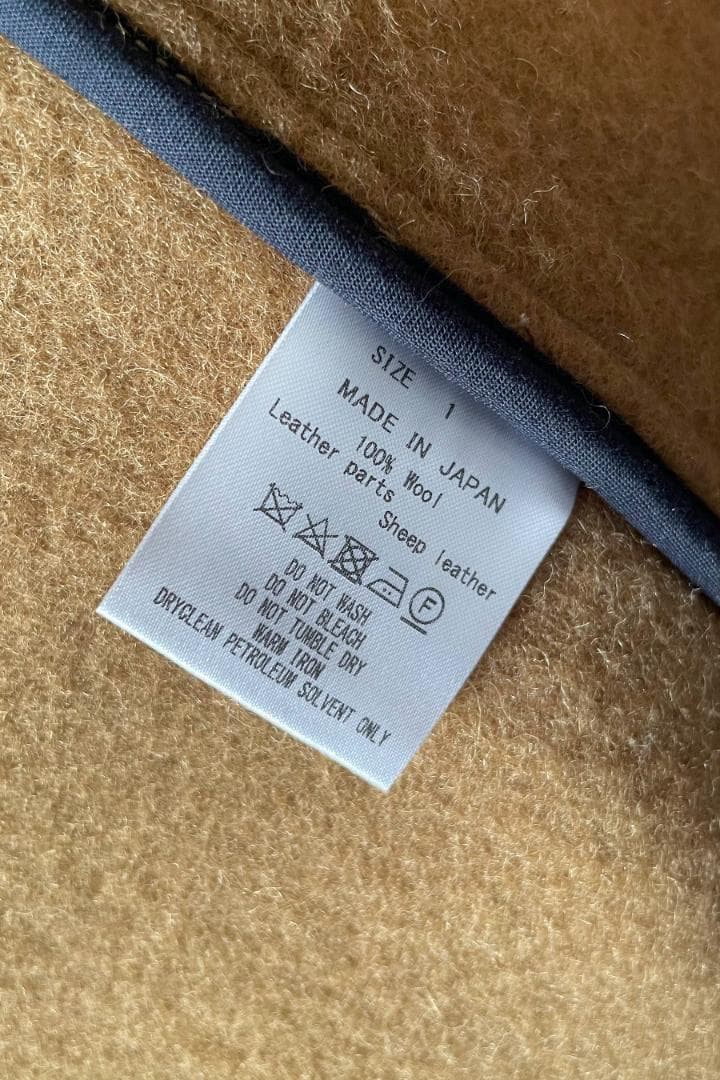 SIZE 1
MADE IN JAPAN
100% Wool
Leather parts
Sheep leather
F
DO NOT WASH
DO NOT BLEACH
DO NOT TUMBLE DRY
WARM IRON
DRYCLEAN PETROLEUM SOLVENT ONLY